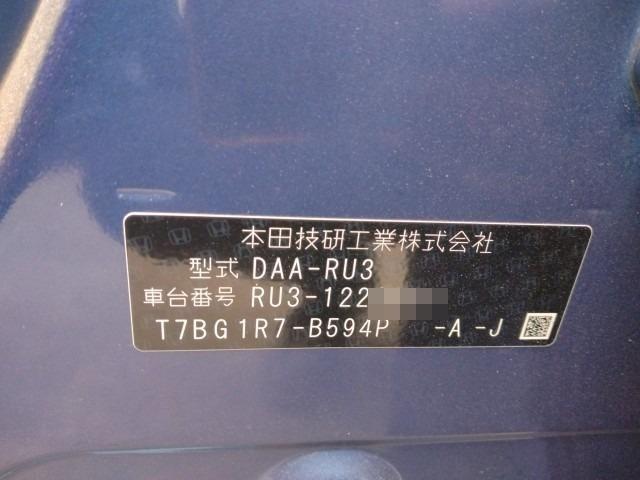 本田技研工業株式会社
型式 DAA-RU3
車台番号 RU3-122
T7BG1R7-B594P -A -J